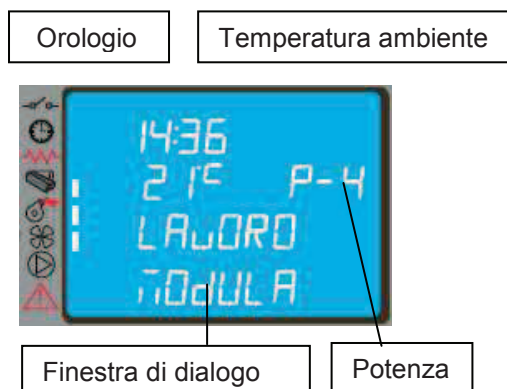 Orologio
Temperatura ambiente
14:36
21°C P-4
LAVORO
MODULA
Finestra di dialogo
Potenza